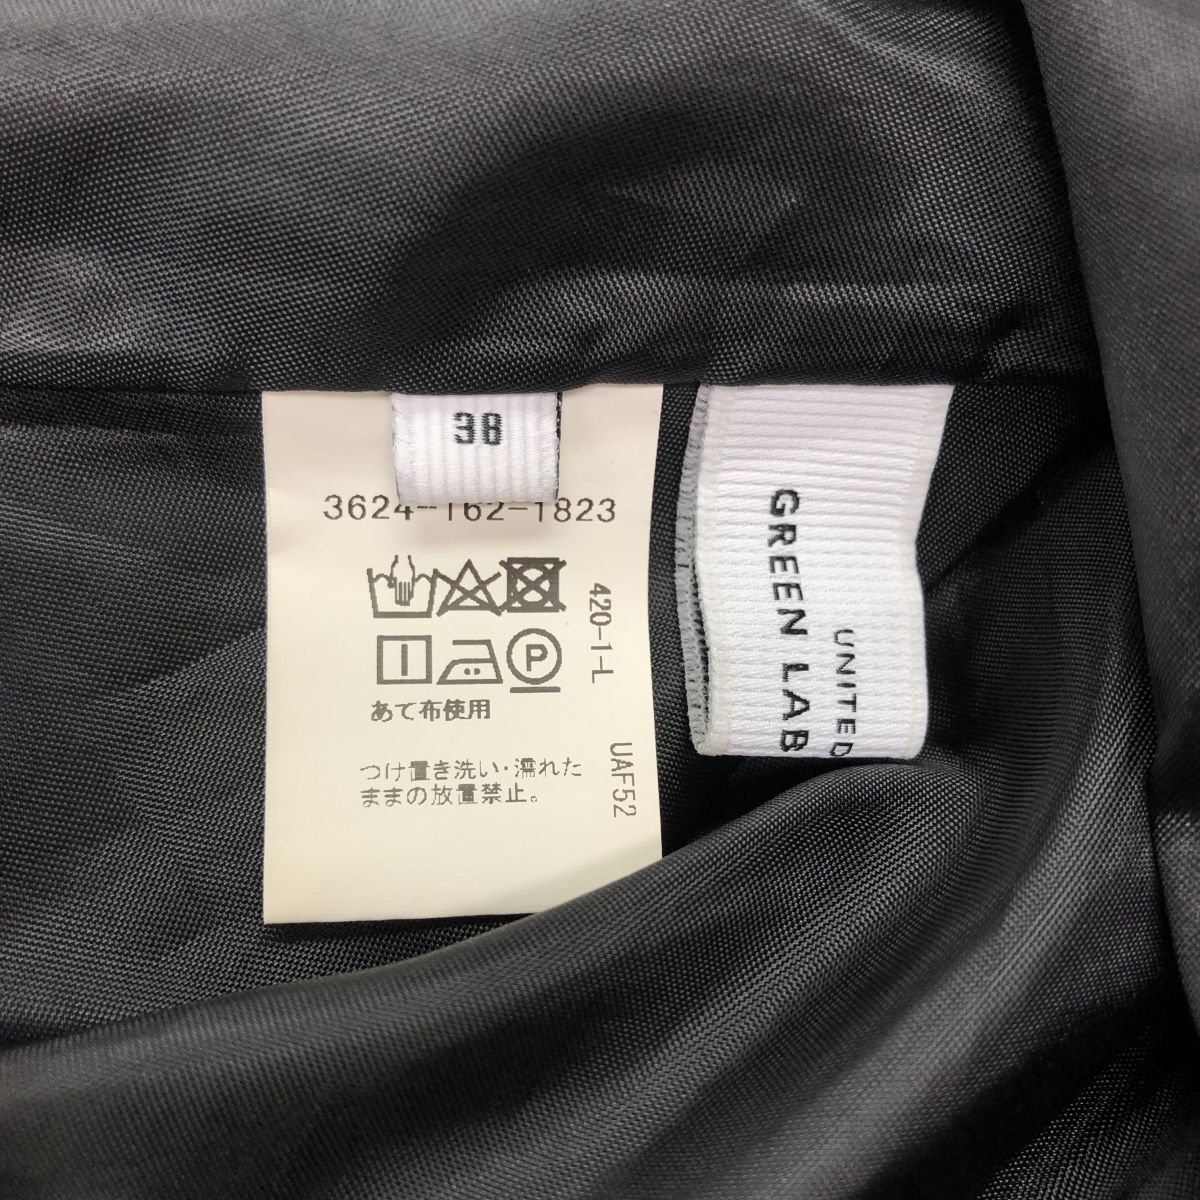 38
3624-162-1823
420-1-L
P
あて布使用
つけ置き洗い・濡れた
ままの放置禁止。
UAF52
GREEN LAB
UNITED